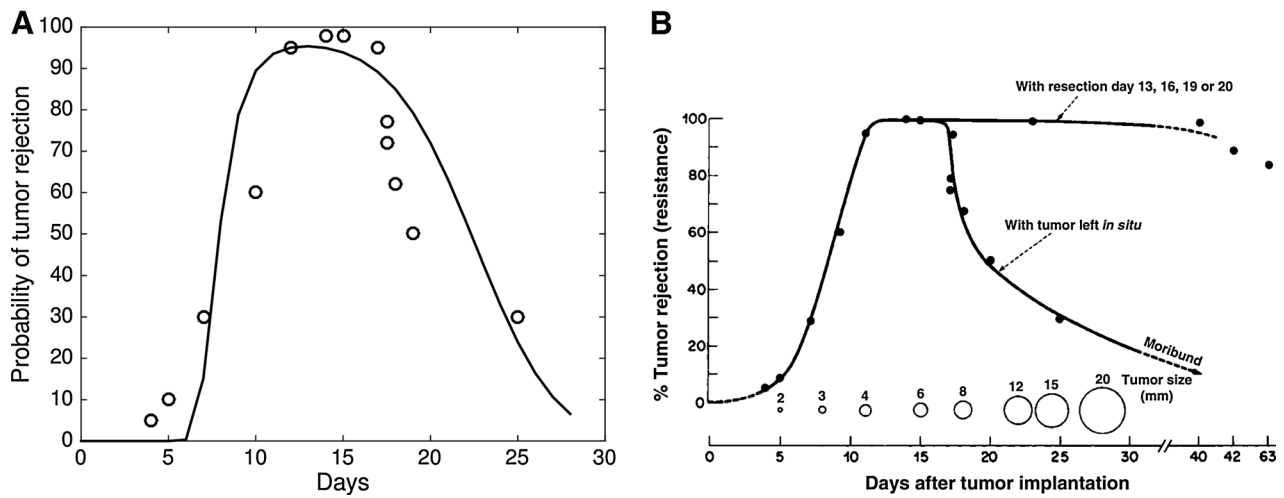 A
100
90
80
70
60
50
40
30
20
10
0
Probability of tumor rejection
0 5 10 15 20 25 30
Days
B
With resection day 13, 16, 19 or 20
100
80
60
40
20
0
% Tumor rejection (resistance)
With tumor left in situ
Moribund
2 3 4 6 8 12 15 20
Tumor size
(mm)
0 5 10 15 20 30 40 42 63
Days after tumor implantation